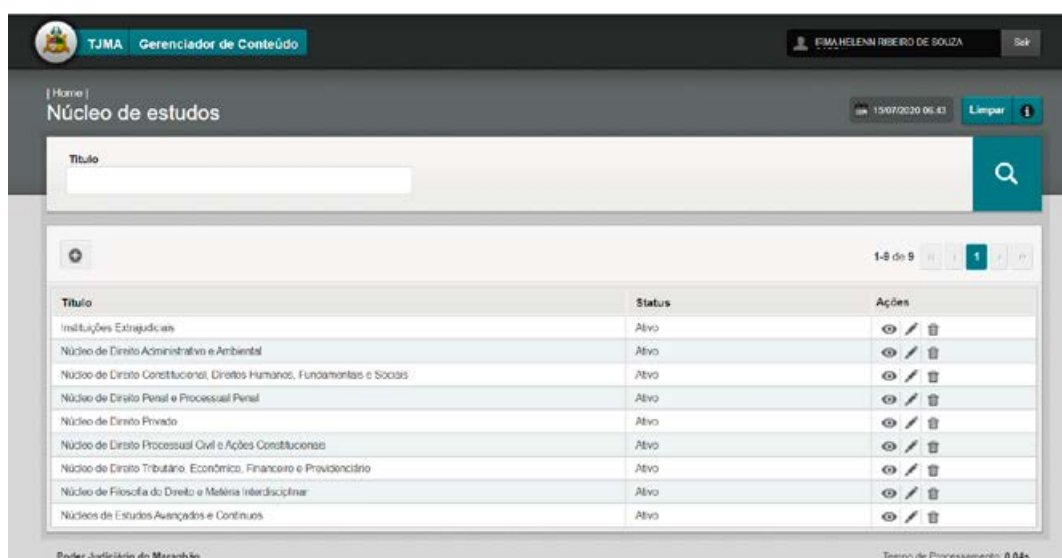 TJMA Gerenciador de Conteúdo
IRMA HELENN RIBEIRO DE SOUZA
Sair
[ Home ]
Núcleo de estudos
15/07/2020 06:43
Limpar
Título
1-9 de 9
1
Título Status Ações
Instituições Extrajudiciais Ativo
Núcleo de Direito Administrativo e Ambiental Ativo
Núcleo de Direito Constitucional, Direitos Humanos, Fundamentais e Sociais Ativo
Núcleo de Direito Penal e Processual Penal Ativo
Núcleo de Direito Privado Ativo
Núcleo de Direito Processual Civil e Ações Constitucionais Ativo
Núcleo de Direito Tributário, Econômico, Financeiro e Previdenciário Ativo
Núcleo de Filosofia do Direito e Matéria Interdisciplinar Ativo
Núcleos de Estudos Avançados e Contínuos Ativo
Poder Judiciário do Maranhão Tempo de Processamento: 0.04s